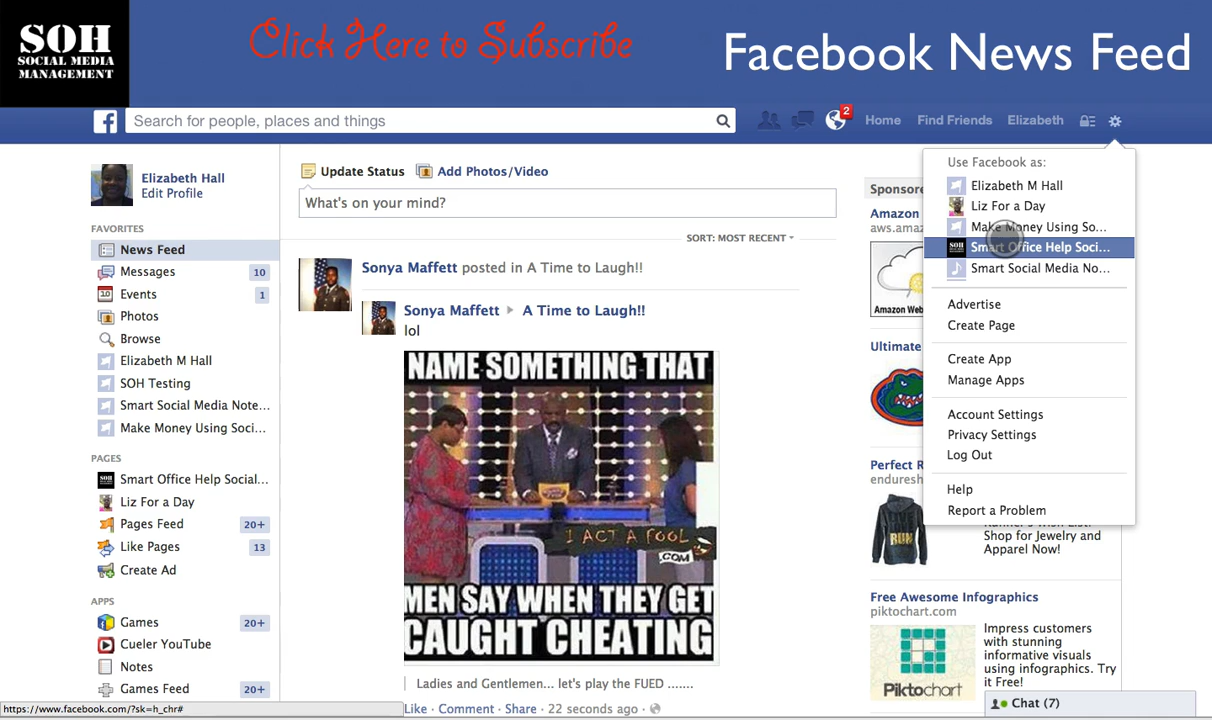 SOH
SOCIAL MEDIA
MANAGEMENT
Click Here to Subscribe
Facebook News Feed
Search for people, places and things
2
Home
Find Friends
Elizabeth
Elizabeth Hall
Edit Profile
FAVORITES
News Feed
Messages 10
Events 1
Photos
Browse
Elizabeth M Hall
SOH Testing
Smart Social Media Note...
Make Money Using Soci...
PAGES
Smart Office Help Social...
Liz For a Day
Pages Feed 20+
Like Pages 13
Create Ad
APPS
Games 20+
Cueler YouTube
Notes
Games Feed 20+
https://www.facebook.com/?sk=h_chr#
Update Status
Add Photos/Video
What's on your mind?
SORT: MOST RECENT
Sonya Maffett posted in A Time to Laugh!!
Sonya Maffett A Time to Laugh!!
lol
NAME SOMETHING THAT
I ACT A FOOL
.COM
MEN SAY WHEN THEY GET
CAUGHT CHEATING
Ladies and Gentlemen... let's play the FUED .......
Like · Comment · Share · 22 seconds ago ·
Use Facebook as:
Elizabeth M Hall
Liz For a Day
Make Money Using So...
SOH
Smart Office Help Soci...
Smart Social Media No...
Advertise
Create Page
Create App
Manage Apps
Account Settings
Privacy Settings
Log Out
Help
Report a Problem
Sponsore
Amazon
aws.amaz
Amazon Web
Ultimate
Perfect R
enduresh
LIVE
RUN
Shop for Jewelry and
Apparel Now!
Free Awesome Infographics
piktochart.com
Piktochart
Impress customers
with stunning
informative visuals
using infographics. Try
it Free!
Chat (7)